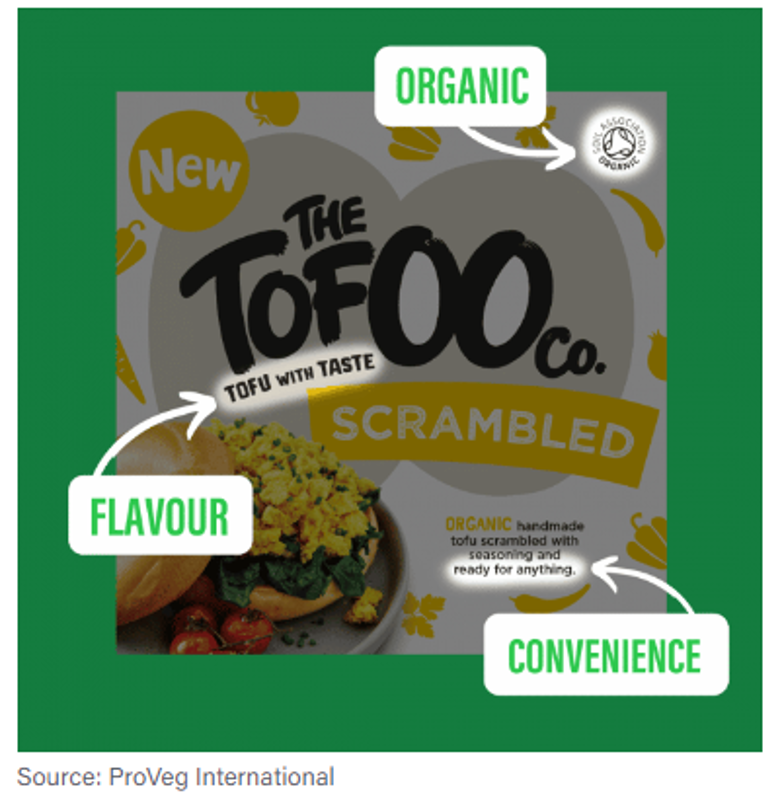 ORGANIC
SOIL ASSOCIATION
ORGANIC
New
THE
TOFOO
Co.
TOFU WITH TASTE
SCRAMBLED
FLAVOUR
ORGANIC handmade
tofu scrambled with
seasoning and
ready for anything.
CONVENIENCE
Source: ProVeg International